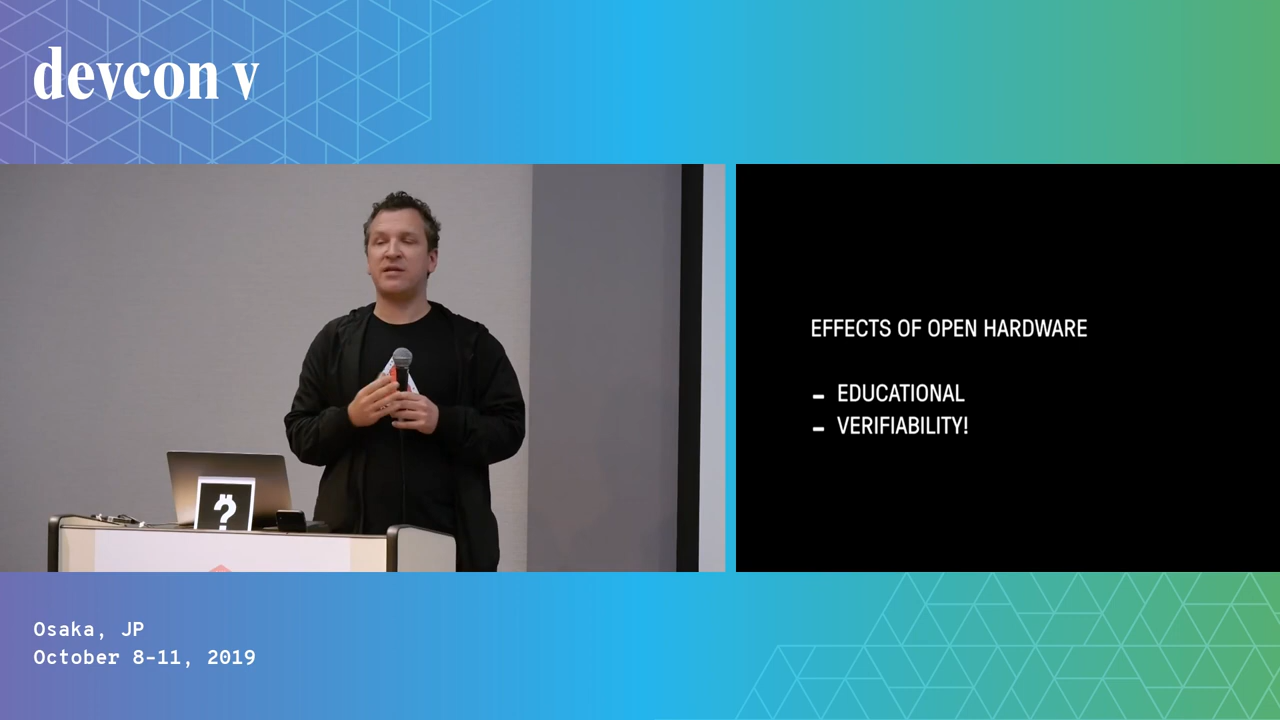 devcon v
EFFECTS OF OPEN HARDWARE
- EDUCATIONAL
- VERIFIABILITY!
?
Osaka, JP
October 8-11, 2019